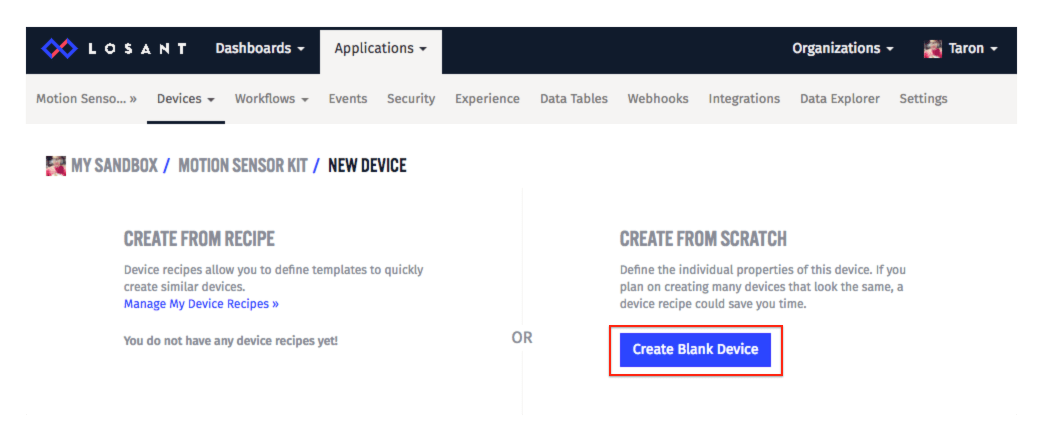 LOSANT Dashboards Applications Organizations Taron
Motion Senso... » Devices Workflows Events Security Experience Data Tables Webhooks Integrations Data Explorer Settings
MY SANDBOX / MOTION SENSOR KIT / NEW DEVICE
CREATE FROM RECIPE
Device recipes allow you to define templates to quickly
create similar devices.
Manage My Device Recipes »
You do not have any device recipes yet!
OR
CREATE FROM SCRATCH
Define the individual properties of this device. If you
plan on creating many devices that look the same, a
device recipe could save you time.
Create Blank Device